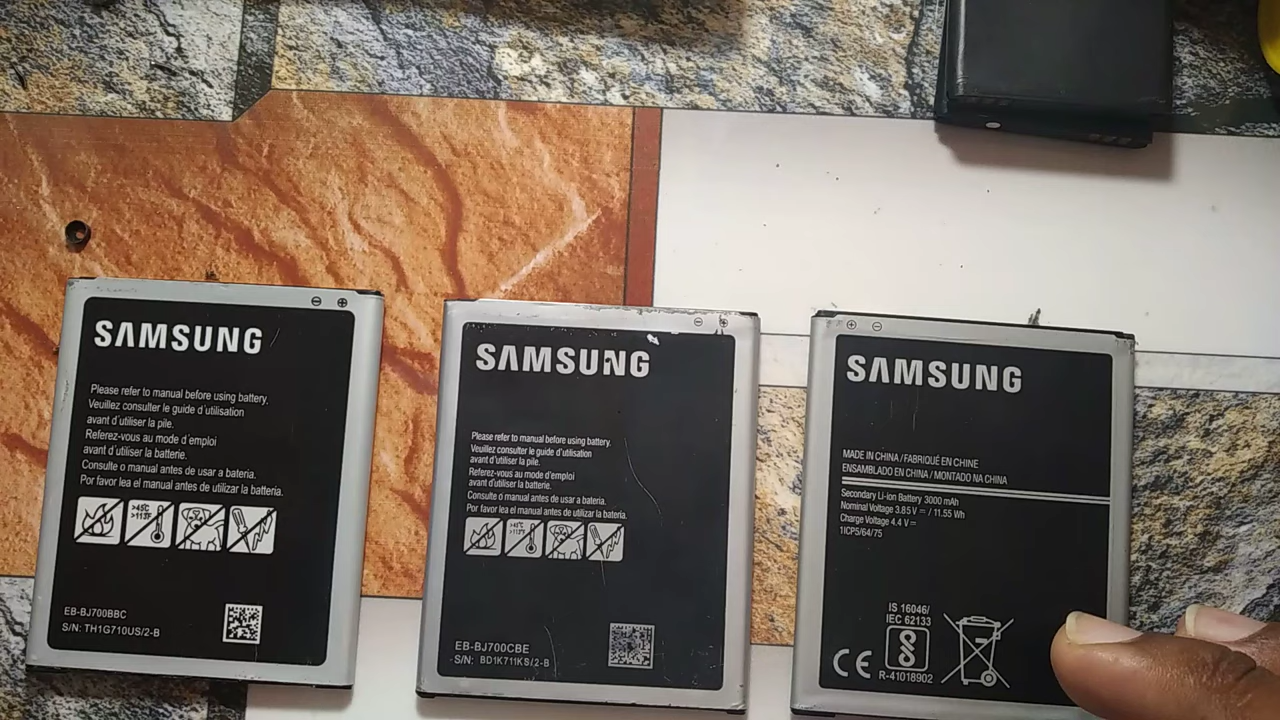 SAMSUNG
Please refer to manual before using battery.
Veuillez consulter le guide d'utilisation
avant d'utiliser la pile.
Referez-vous au mode d'emploi
avant d'utiliser la batterie.
Consulte o manual antes de usar a bateria.
Por favor lea el manual antes de utilizar la batería.
>45°C
>113°F
EB-BJ700BBC
S/N: TH1G710US/2-B
SAMSUNG
Please refer to manual before using battery.
Veuillez consulter le guide d'utilisation
avant d'utiliser la pile.
Referez-vous au mode d'emploi
avant d'utiliser la batterie.
Consulte o manual antes de usar a bateria.
Por favor lea el manual antes de utilizar la batería.
>45°C
>113°F
EB-BJ700CBE
S/N: BD1K711KS/2-B
SAMSUNG
MADE IN CHINA / FABRIQUÉ EN CHINE
ENSAMBLADO EN CHINA / MONTADO NA CHINA
Secondary Li-ion Battery 3000 mAh
Nominal Voltage 3.85 V ⎓ / 11.55 Wh
Charge Voltage 4.4 V ⎓
1ICP5/64/75
IS 16046/
IEC 62133
CE
R-41018902